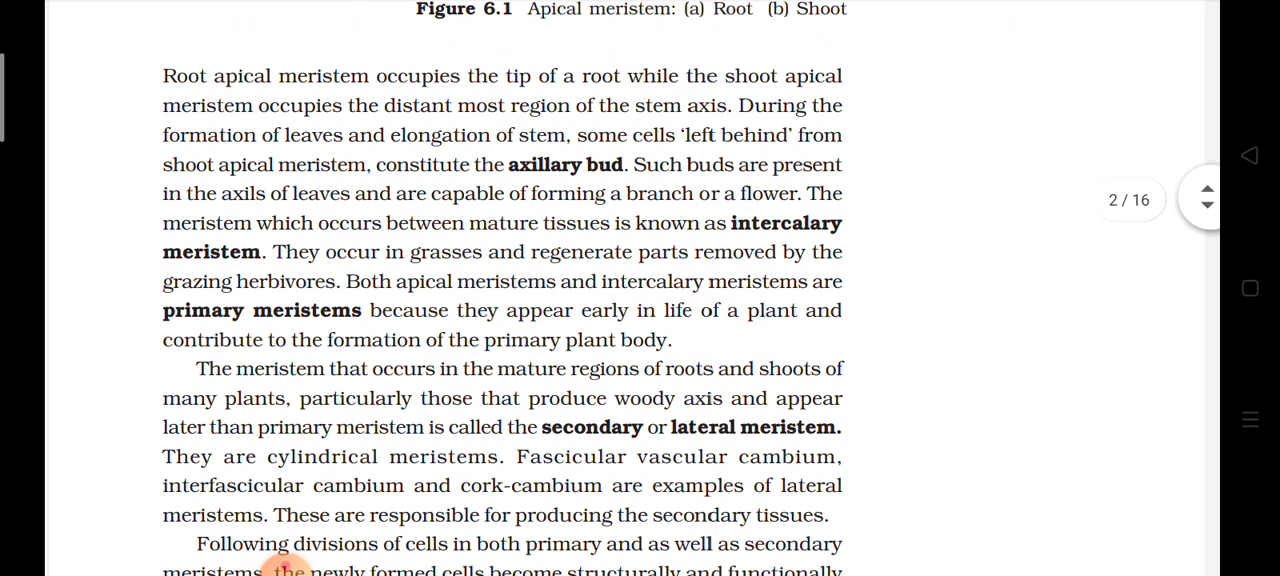 Figure 6.1 Apical meristem: (a) Root (b) Shoot
Root apical meristem occupies the tip of a root while the shoot apical
meristem occupies the distant most region of the stem axis. During the
formation of leaves and elongation of stem, some cells ‘left behind’ from
shoot apical meristem, constitute the axillary bud. Such buds are present
in the axils of leaves and are capable of forming a branch or a flower. The
meristem which occurs between mature tissues is known as intercalary
meristem. They occur in grasses and regenerate parts removed by the
grazing herbivores. Both apical meristems and intercalary meristems are
primary meristems because they appear early in life of a plant and
contribute to the formation of the primary plant body.
The meristem that occurs in the mature regions of roots and shoots of
many plants, particularly those that produce woody axis and appear
later than primary meristem is called the secondary or lateral meristem.
They are cylindrical meristems. Fascicular vascular cambium,
interfascicular cambium and cork-cambium are examples of lateral
meristems. These are responsible for producing the secondary tissues.
Following divisions of cells in both primary and as well as secondary
meristems, the newly formed cells become structurally and functionally
2 / 16